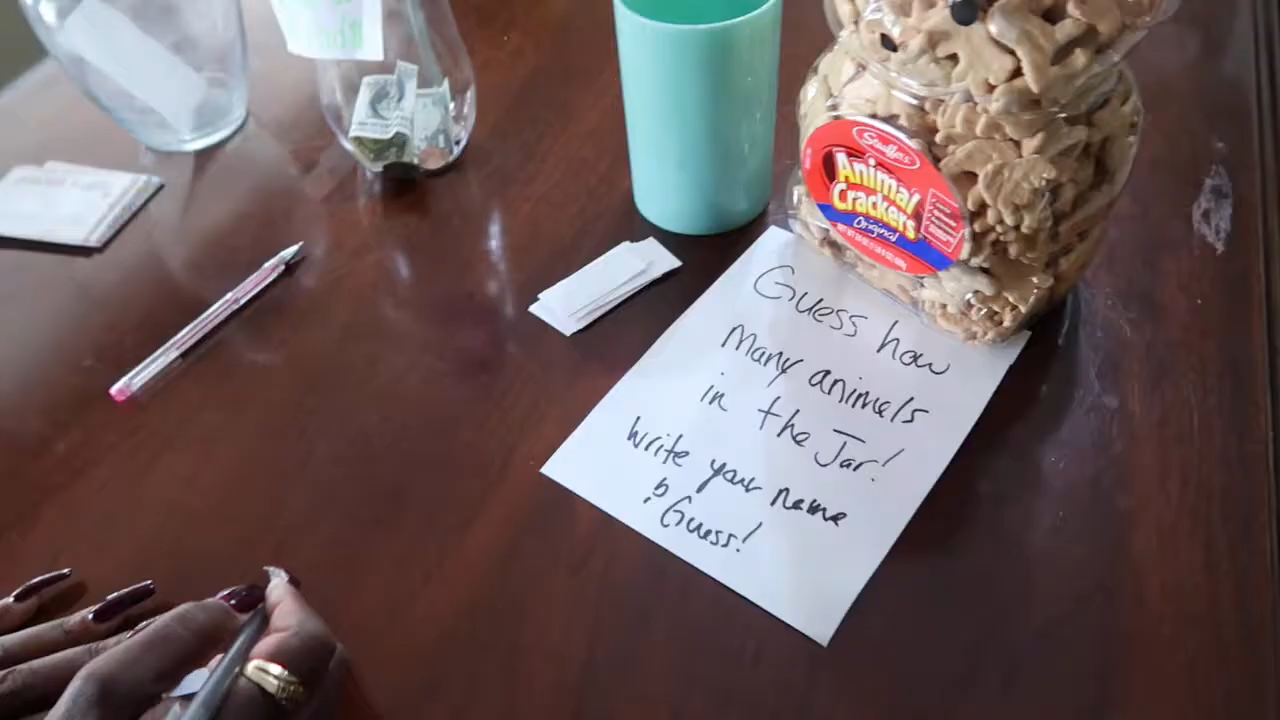 Stauffer's
Animal
Crackers
Original
Guess how
many animals
in the Jar!
Write your name
& Guess!